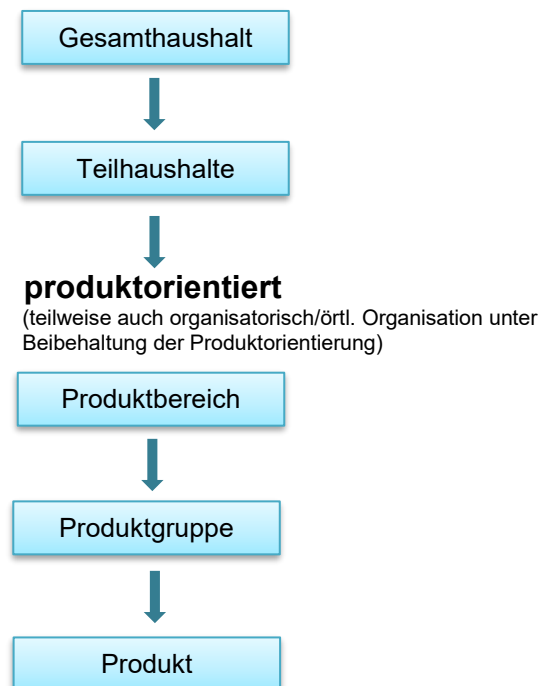 Gesamthaushalt
Teilhaushalte
produktorientiert
(teilweise auch organisatorisch/örtl. Organisation unter
Beibehaltung der Produktorientierung)
Produktbereich
Produktgruppe
Produkt